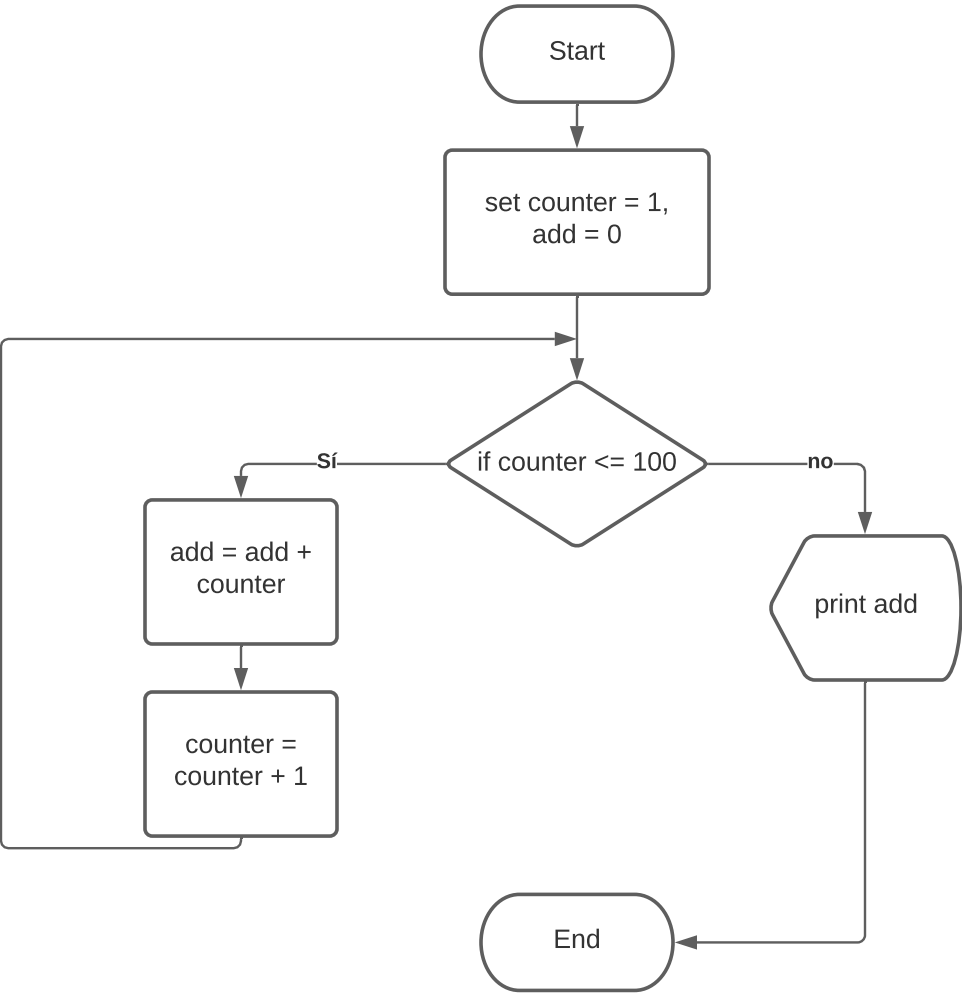 Start
set counter = 1,
add = 0
if counter <= 100
Sí
no
add = add +
counter
print add
counter =
counter + 1
End